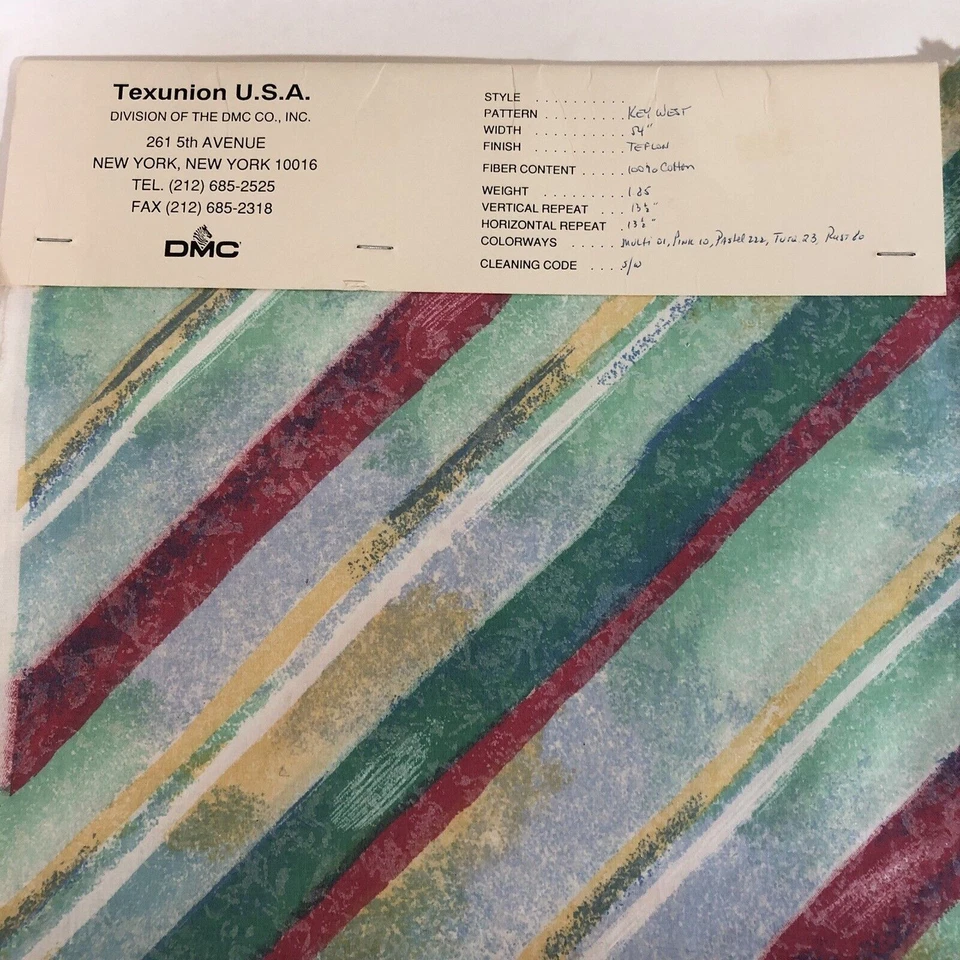 Texunion U.S.A.
DIVISION OF THE DMC CO., INC.
261 5th AVENUE
NEW YORK, NEW YORK 10016
TEL. (212) 685-2525
FAX (212) 685-2318
DMC
STYLE . . . . . . . . . .
PATTERN . . . . . . . . . KEY WEST
WIDTH . . . . . . . . . . 54"
FINISH . . . . . . . . . . TEFLON
FIBER CONTENT . . . . . 100% Cotton
WEIGHT . . . . . . . . . 1.85
VERTICAL REPEAT . . . 13½"
HORIZONTAL REPEAT . 13½"
COLORWAYS . . . . . . Multi 01, Pink 10, Pastel 222, Turq 23, Rust 80
CLEANING CODE . . . . S/W